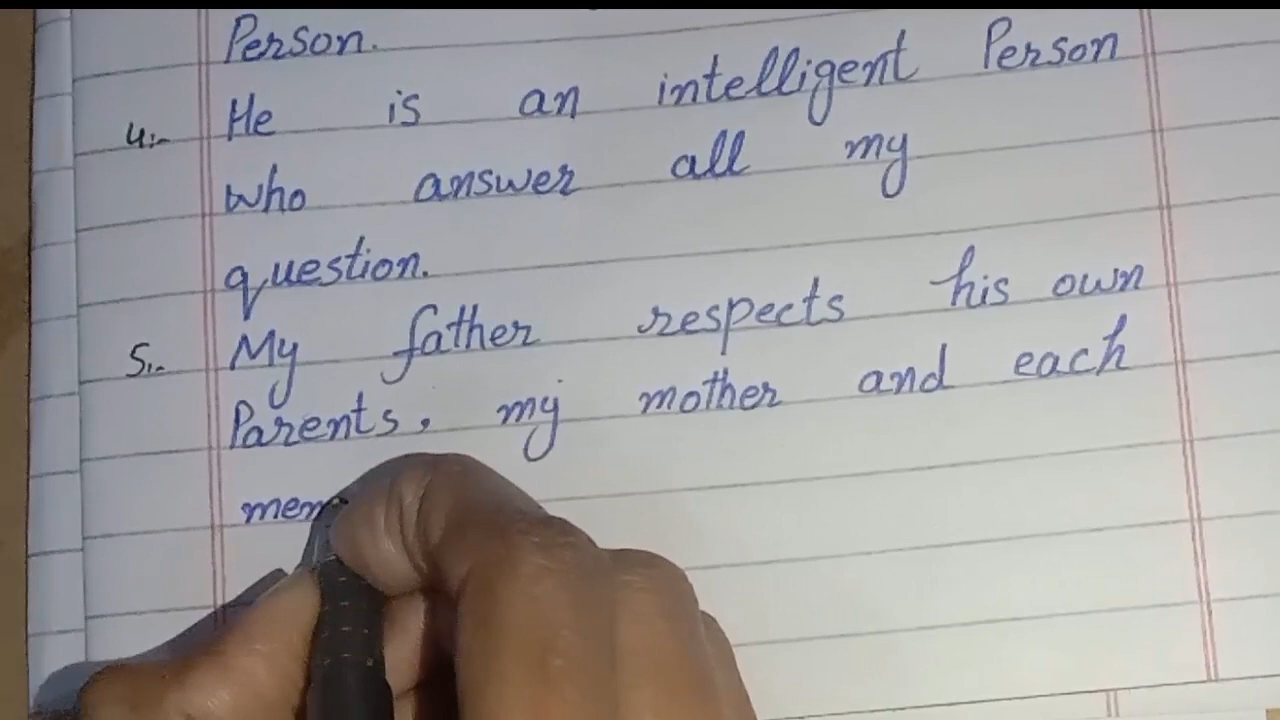 Person.
4:- He is an intelligent Person
who answer all my
question.
5:- My father respects his own
Parents, my mother and each
mem